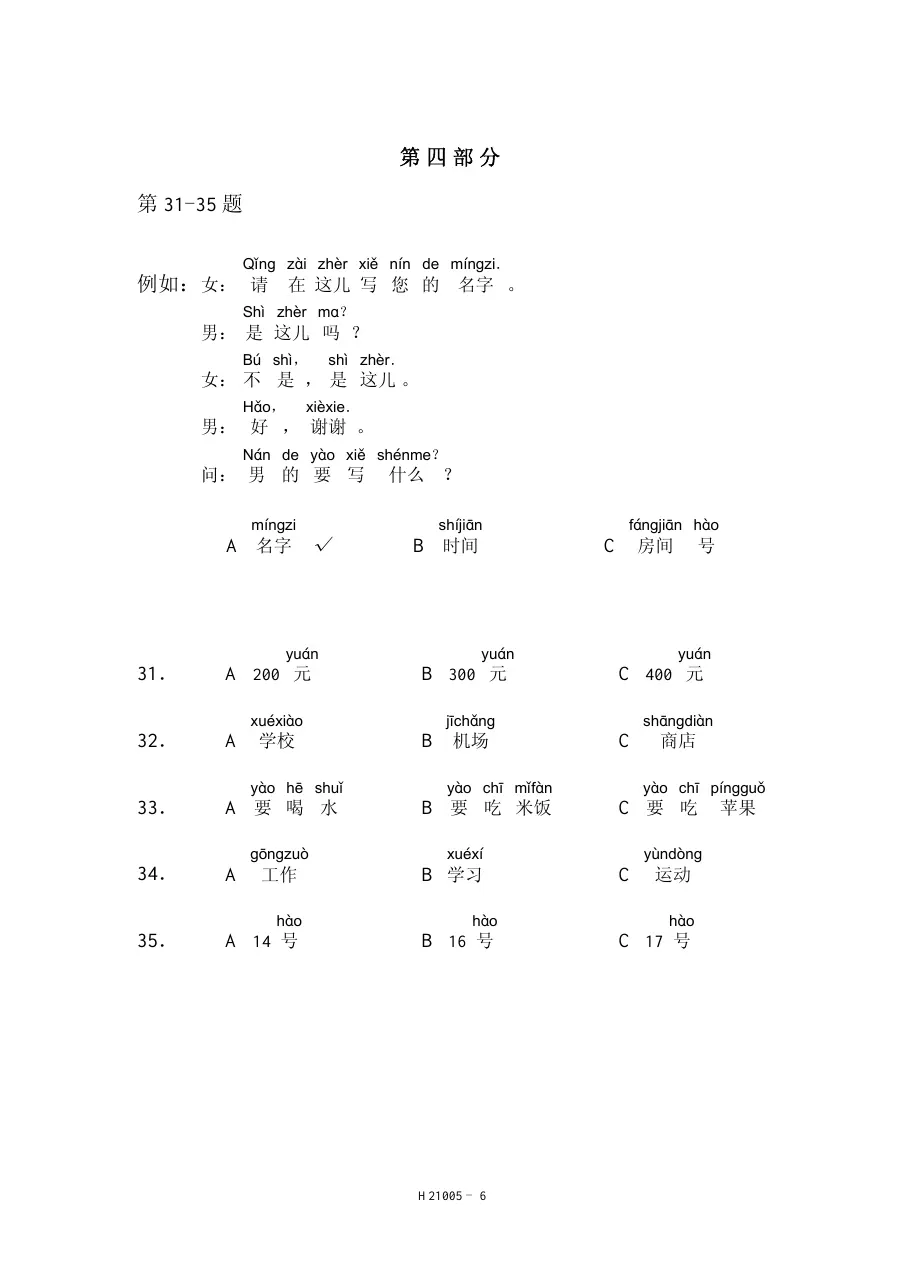 第四部分
第 31-35 题
Qǐng zài zhèr xiě nín de míngzi.
例如：女： 请 在 这儿 写 您 的 名字 。
Shì zhèr ma?
男： 是 这儿 吗 ？
Bú shì， shì zhèr.
女： 不 是 ， 是 这儿 。
Hǎo， xièxie.
男： 好 ， 谢谢 。
Nán de yào xiě shénme?
问： 男 的 要 写 什么 ？
míngzi shíjiān fángjiān hào
A 名字 √ B 时间 C 房间 号
yuán yuán yuán
31. A 200 元 B 300 元 C 400 元
xuéxiào jīchǎng shāngdiàn
32. A 学校 B 机场 C 商店
yào hē shuǐ yào chī mǐfàn yào chī píngguǒ
33. A 要 喝 水 B 要 吃 米饭 C 要 吃 苹果
gōngzuò xuéxí yùndòng
34. A 工作 B 学习 C 运动
hào hào hào
35. A 14 号 B 16 号 C 17 号
H21005 - 6